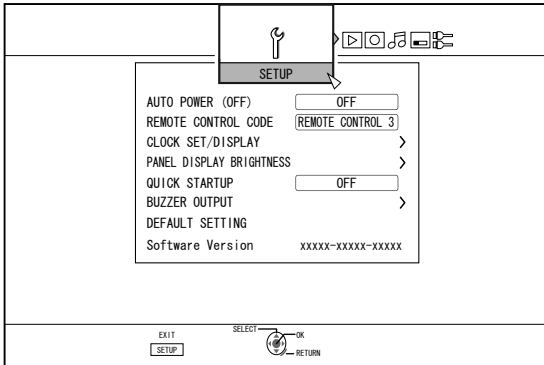 SETUP
AUTO POWER (OFF) OFF
REMOTE CONTROL CODE REMOTE CONTROL 3
CLOCK SET/DISPLAY
PANEL DISPLAY BRIGHTNESS
QUICK STARTUP OFF
BUZZER OUTPUT
DEFAULT SETTING
Software Version xxxxx-xxxxx-xxxxx
EXIT
SETUP
SELECT
OK
RETURN